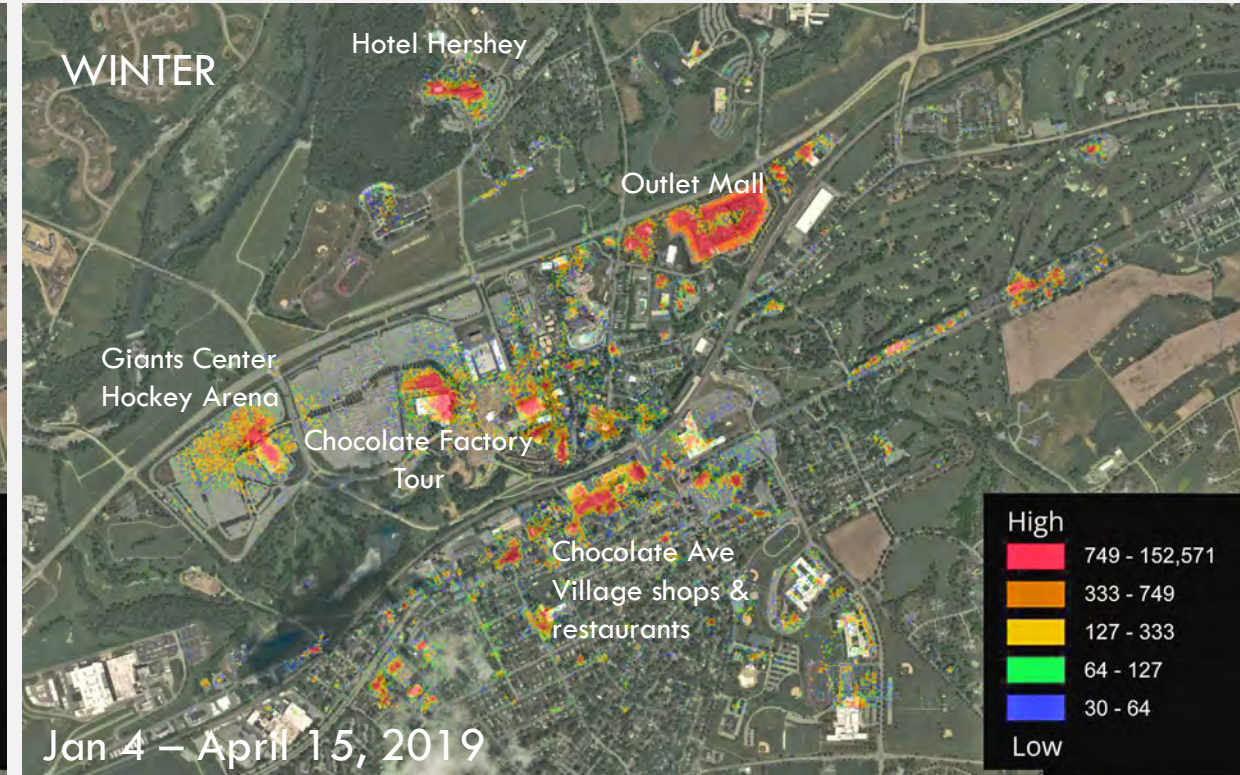 WINTER
Hotel Hershey
Outlet Mall
Giants Center
Hockey Arena
Chocolate Factory
Tour
Chocolate Ave
Village shops &
restaurants
High
749 - 152,571
333 - 749
127 - 333
64 - 127
30 - 64
Low
Jan 4 – April 15, 2019